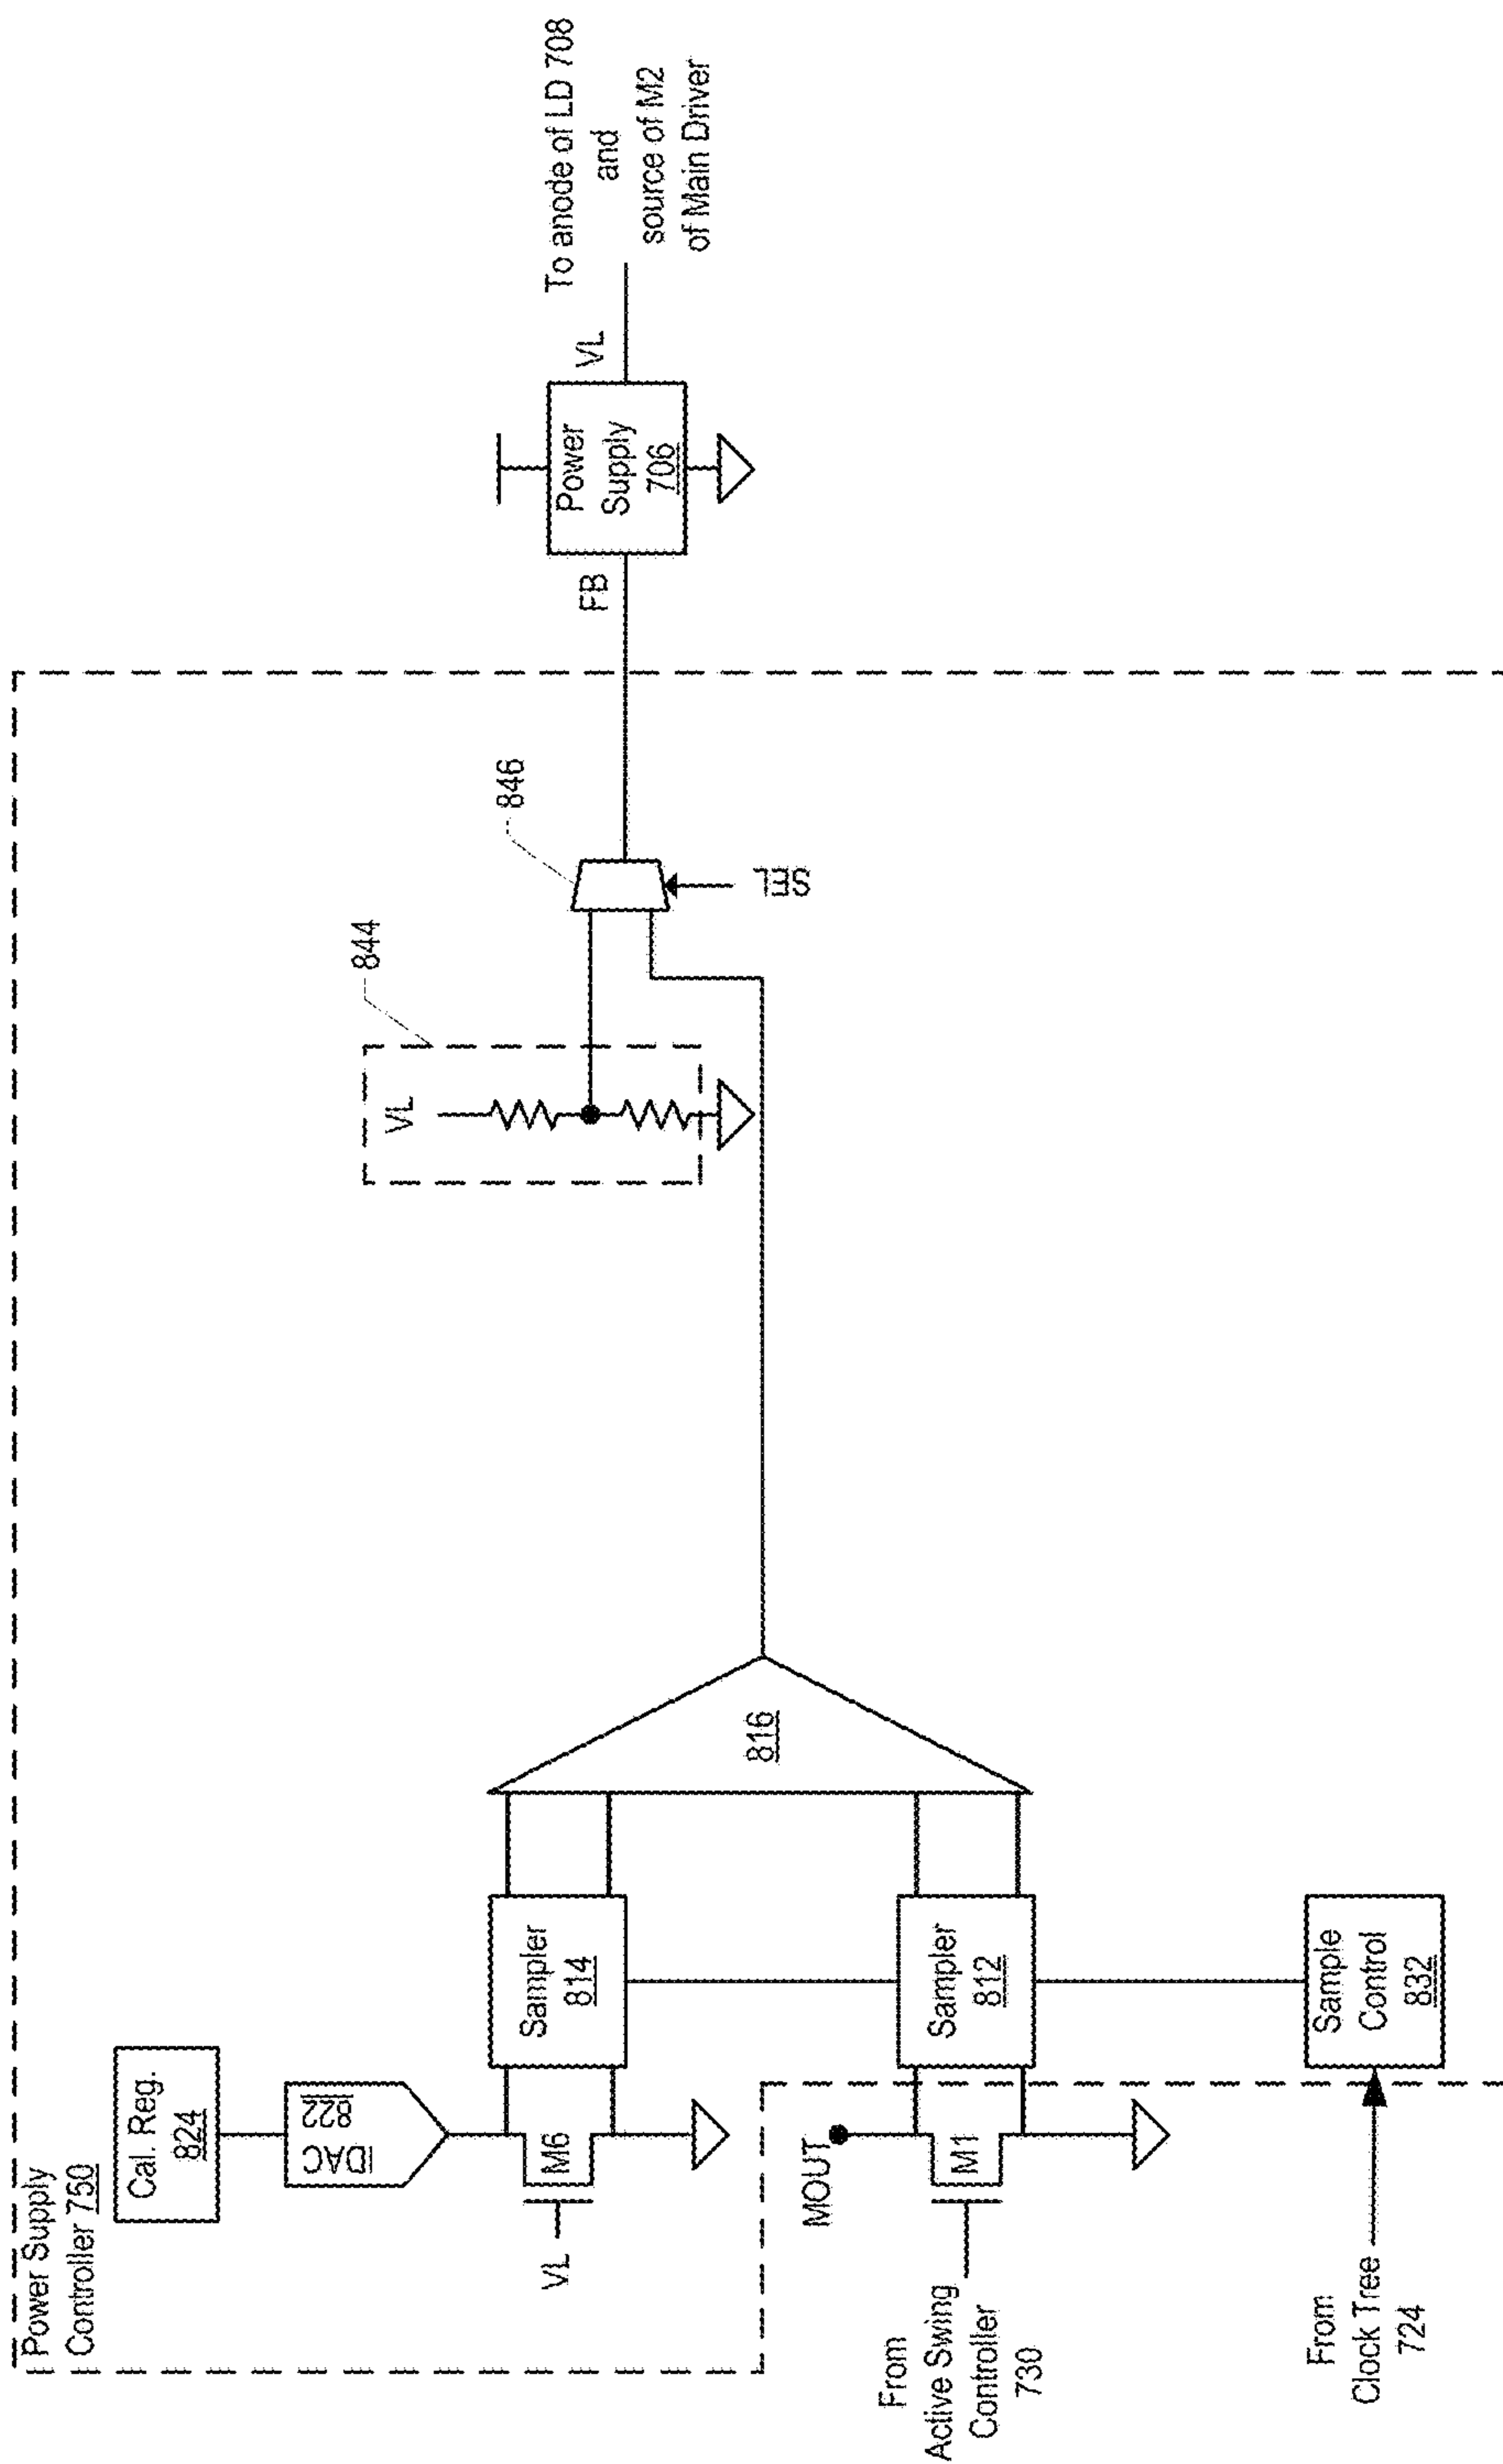 Power Supply
Controller 760
Cal. Reg.
824
IDAC
822
VL
M6
Sampler
814
816
MOUT
M1
From
Active Swing
Controller
730
Sampler
812
From
Clock Tree
724
Sample
Control
832
844
VL
846
SEL
FB
Power
Supply
706
VL
To anode of LD 708
and
source of M2
of Main Driver